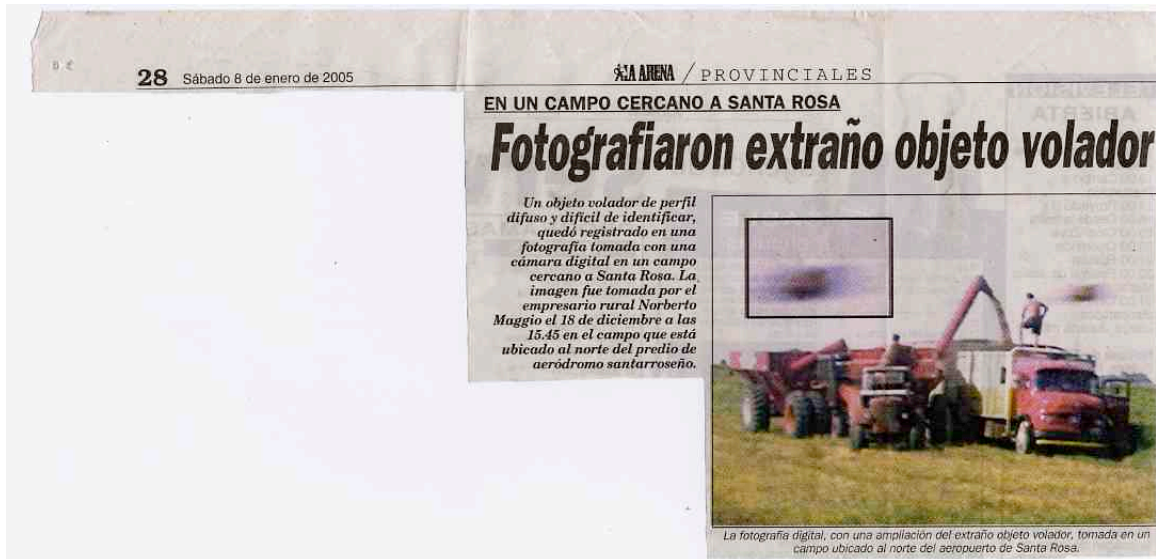 28 Sábado 8 de enero de 2005
LA ARENA / PROVINCIALES
EN UN CAMPO CERCANO A SANTA ROSA
Fotografiaron extraño objeto volador
Un objeto volador de perfil
difuso y difícil de identificar,
quedó registrado en una
fotografía tomada con una
cámara digital en un campo
cercano a Santa Rosa. La
imagen fue tomada por el
empresario rural Norberto
Maggio el 18 de diciembre a las
15.45 en el campo que está
ubicado al norte del predio de
aeródromo santarroseño.
La fotografía digital, con una ampliación del extraño objeto volador, tomada en un
campo ubicado al norte del aeropuerto de Santa Rosa.